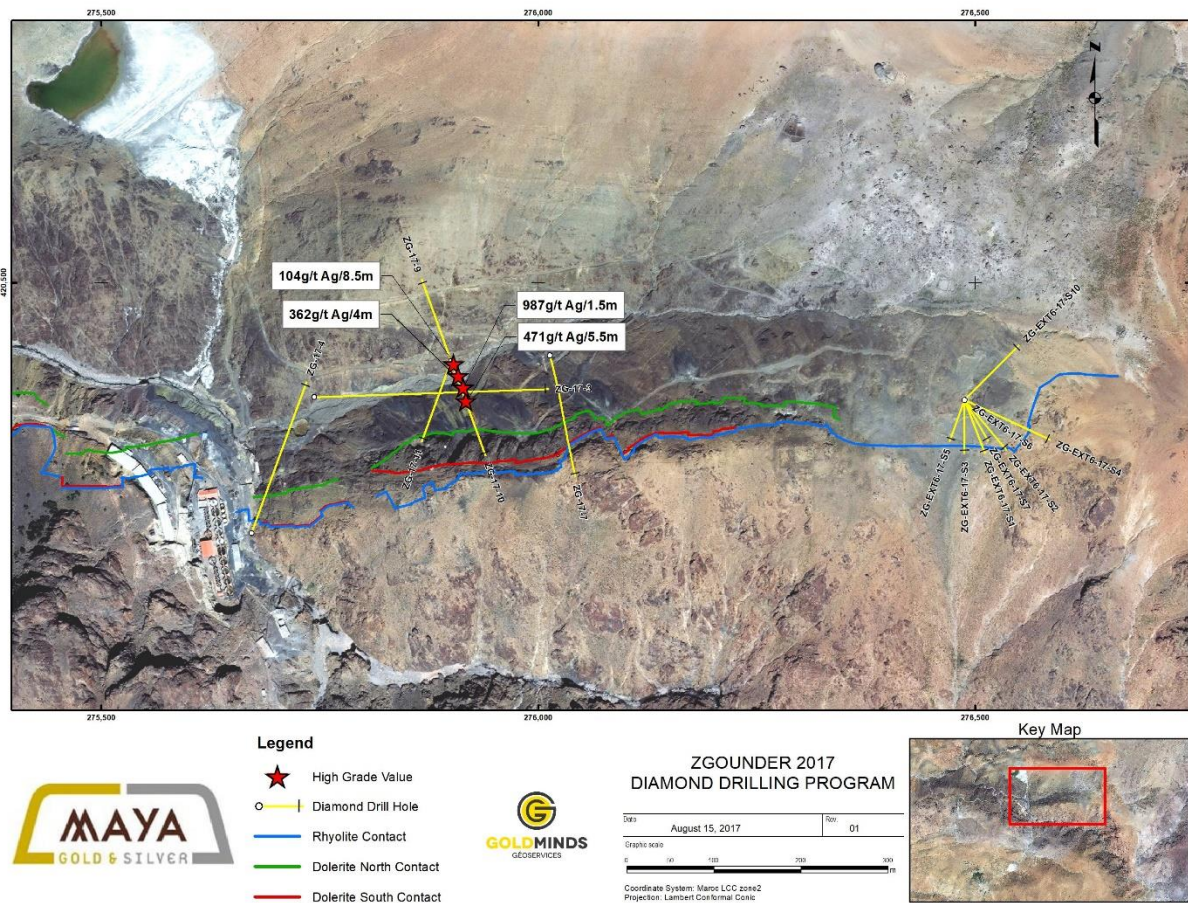 275,500
276,000
276,500
N
420,500
420,500
ZG-17-9
104g/t Ag/8.5m
362g/t Ag/4m
987g/t Ag/1.5m
471g/t Ag/5.5m
ZG-17-4
ZG-17-3
ZG-17-11
ZG-17-10
ZG-17-7
ZG-EXT6-17-S10
ZG-EXT6-17-S6
ZG-EXT6-17-S4
ZG-EXT6-17-S5
ZG-EXT6-17-S3
ZG-EXT6-17-S1
ZG-EXT6-17-S7
ZG-EXT6-17-S2
275,500
276,000
276,500
MAYA
GOLD & SILVER
Legend
High Grade Value
Diamond Drill Hole
Rhyolite Contact
Dolerite North Contact
Dolerite South Contact
GOLDMINDS
GÉOSERVICES
ZGOUNDER 2017
DIAMOND DRILLING PROGRAM
Date
August 15, 2017
Rev.
01
Graphic scale
0 50 100 200 300
m
Coordinate System: Maroc LCC zone2
Projection: Lambert Conformal Conic
Key Map